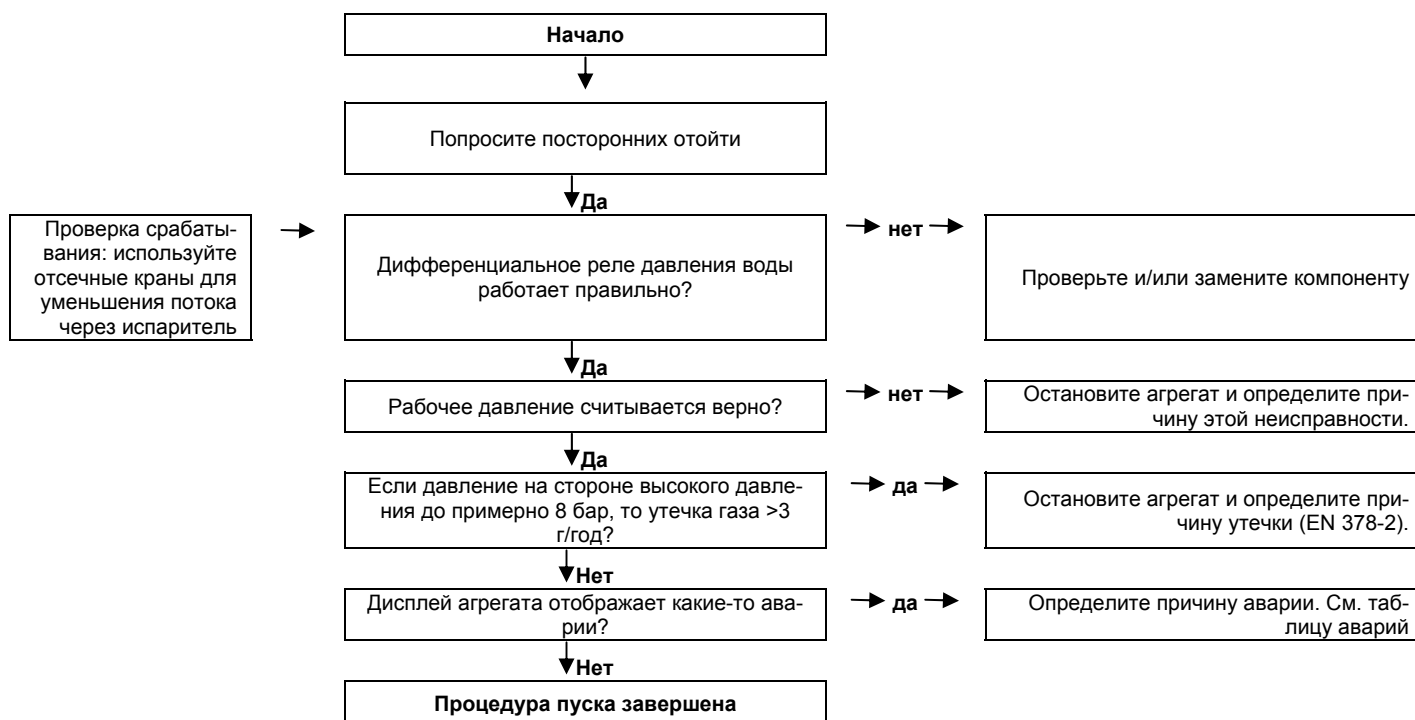 Начало
Попросите посторонних отойти
Да
Проверка срабаты-
вания: используйте
отсечные краны для
уменьшения потока
через испаритель
Дифференциальное реле давления воды
работает правильно?
нет
Проверьте и/или замените компоненту
Да
Рабочее давление считывается верно?
нет
Остановите агрегат и определите при-
чину этой неисправности.
Да
Если давление на стороне высокого давле-
ния до примерно 8 бар, то утечка газа >3
г/год?
да
Остановите агрегат и определите при-
чину утечки (EN 378-2).
Нет
Дисплей агрегата отображает какие-то ава-
рии?
да
Определите причину аварии. См. таб-
лицу аварий
Нет
Процедура пуска завершена